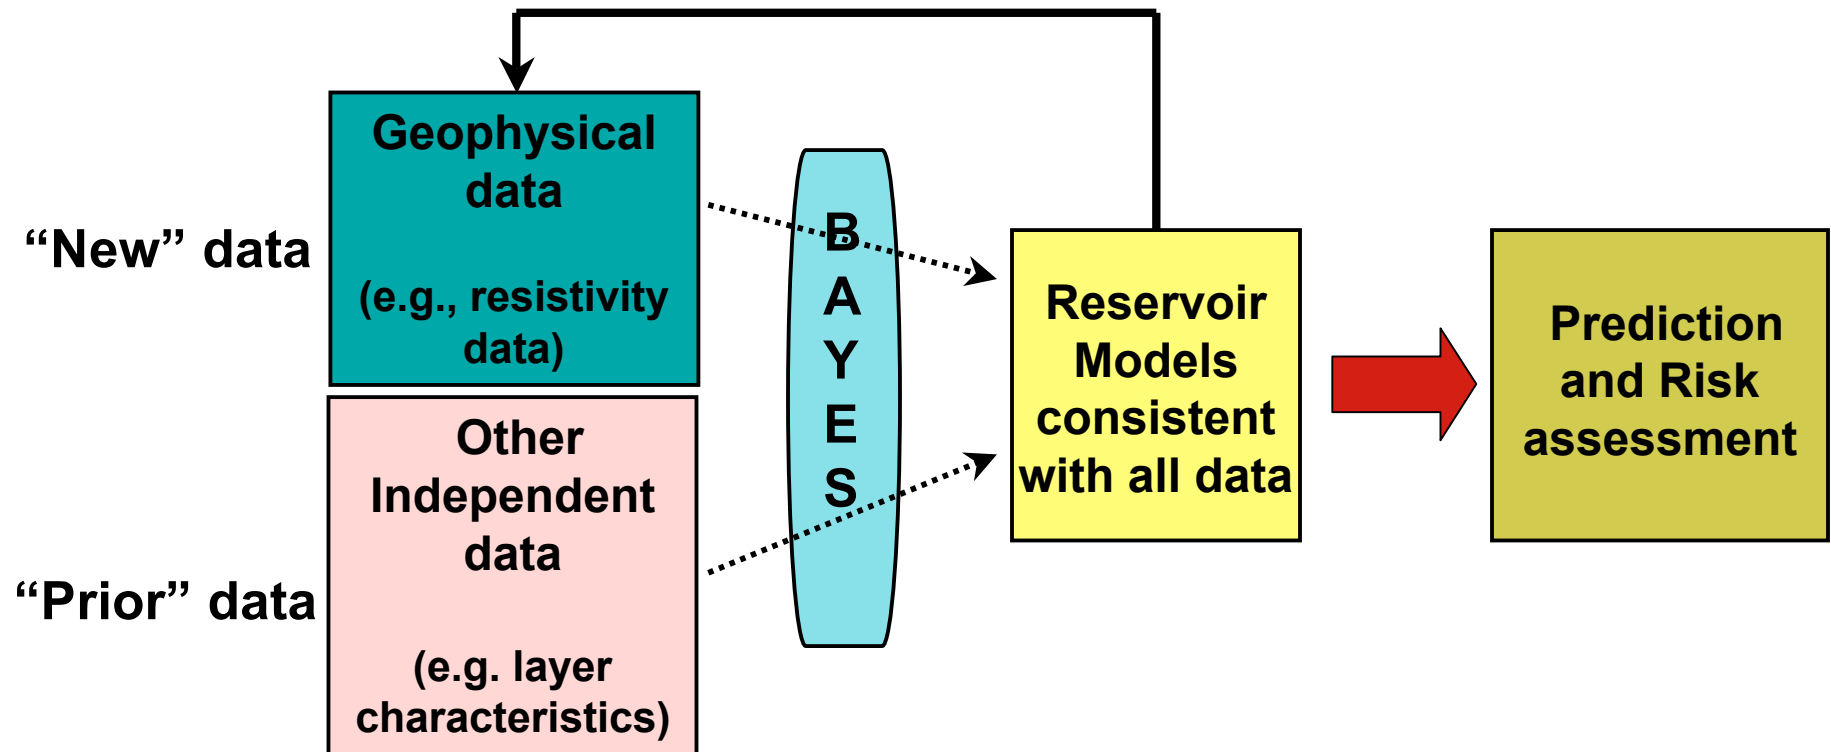 “New” data
“Prior” data
Geophysical
data
(e.g., resistivity
data)
Other
Independent
data
(e.g. layer
characteristics)
B
A
Y
E
S
Reservoir
Models
consistent
with all data
Prediction
and Risk
assessment